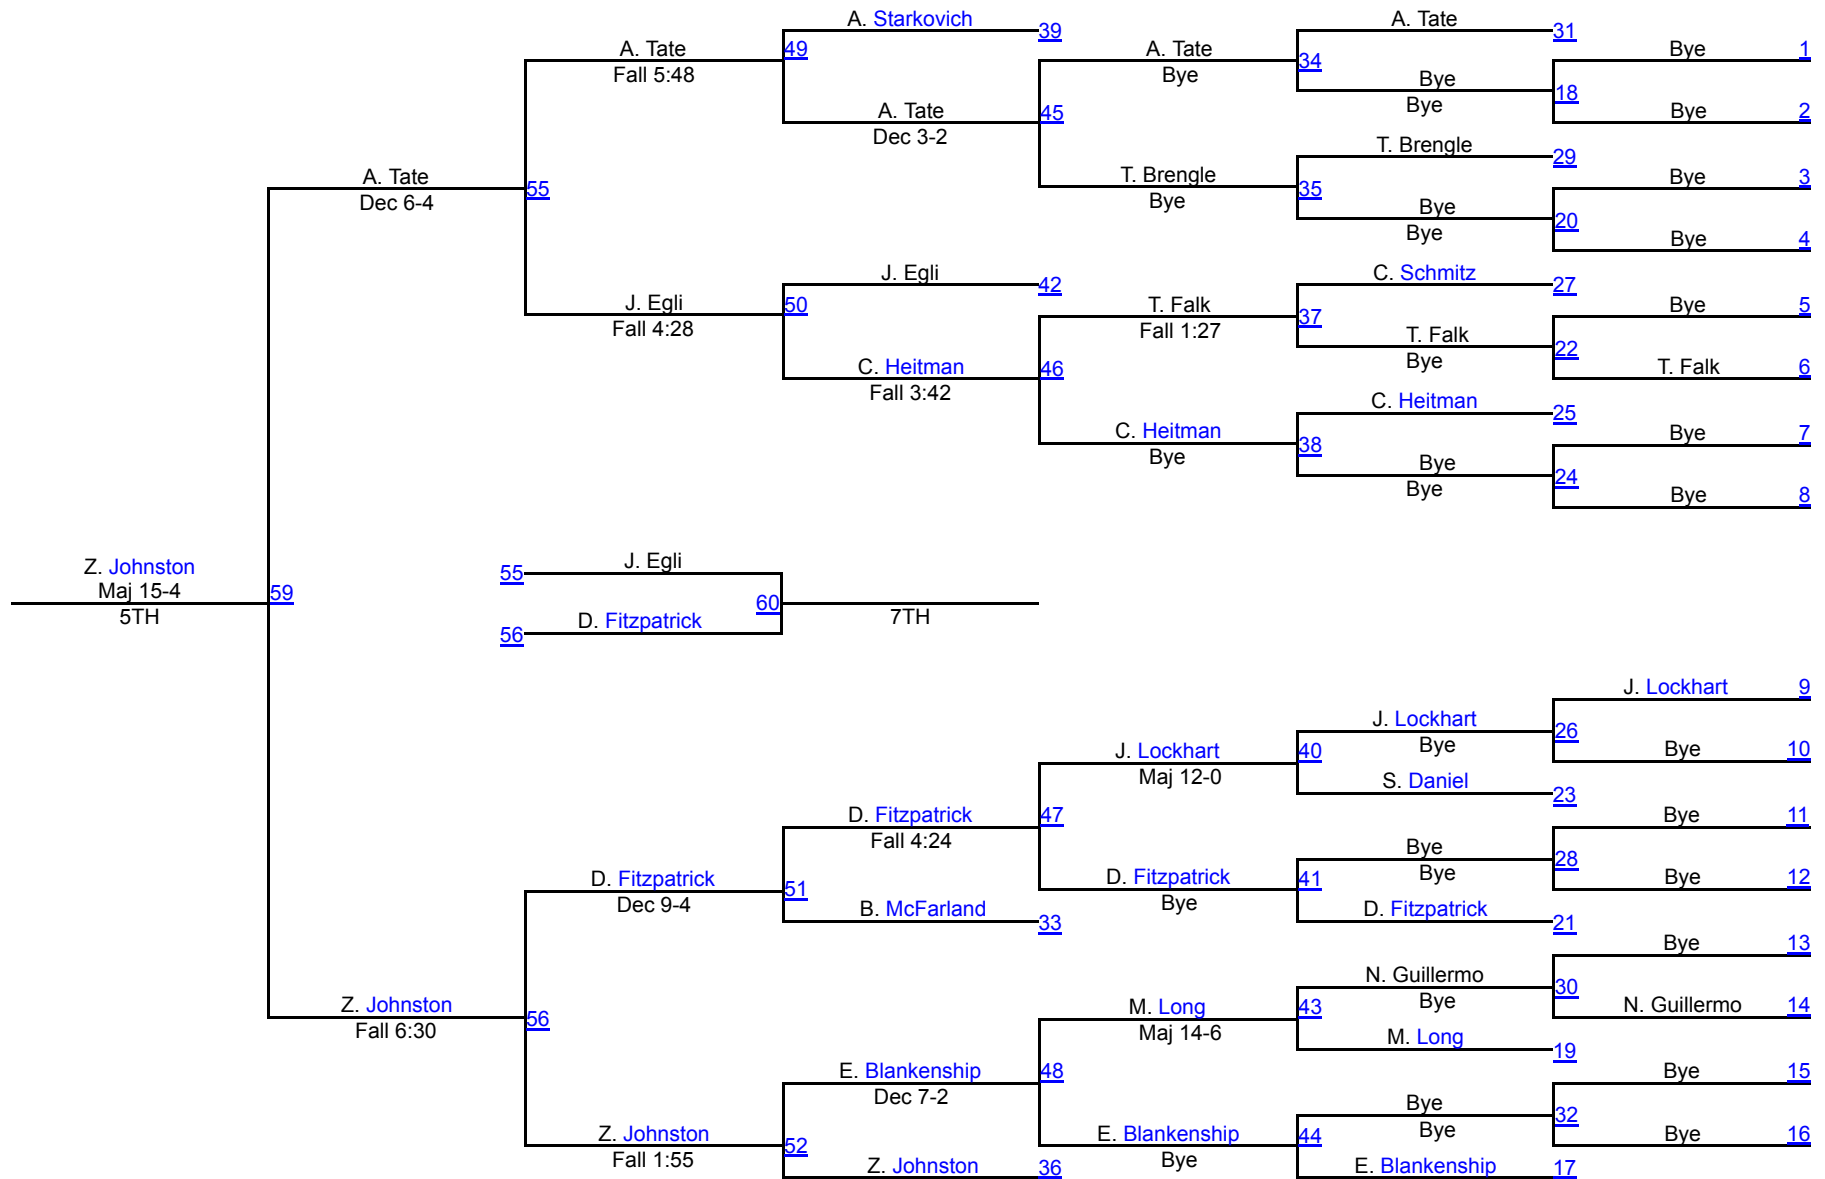 A. Starkovich
39
A. Tate
31
A. Tate
Fall 5:48
49
A. Tate
Bye
34
Bye
1
Bye
Bye
18
A. Tate
Dec 3-2
45
Bye
2
T. Brengle
29
A. Tate
Dec 6-4
55
T. Brengle
Bye
35
Bye
3
Bye
Bye
20
Bye
4
J. Egli
42
C. Schmitz
27
J. Egli
Fall 4:28
50
T. Falk
Fall 1:27
37
Bye
5
T. Falk
Bye
22
C. Heitman
Fall 3:42
46
T. Falk
6
C. Heitman
25
C. Heitman
Bye
38
Bye
7
Bye
Bye
24
Bye
8
Z. Johnston
Maj 15-4
59
5TH
55
J. Egli
60
7TH
56
D. Fitzpatrick
J. Lockhart
9
J. Lockhart
Bye
26
J. Lockhart
Maj 12-0
40
Bye
10
S. Daniel
23
D. Fitzpatrick
Fall 4:24
47
Bye
11
Bye
Bye
28
D. Fitzpatrick
Dec 9-4
51
D. Fitzpatrick
Bye
41
Bye
12
B. McFarland
33
D. Fitzpatrick
21
Bye
13
N. Guillermo
Bye
30
Z. Johnston
Fall 6:30
56
M. Long
Maj 14-6
43
N. Guillermo
14
M. Long
19
E. Blankenship
Dec 7-2
48
Bye
15
Bye
Bye
32
Z. Johnston
Fall 1:55
52
E. Blankenship
Bye
44
Bye
16
Z. Johnston
36
E. Blankenship
17